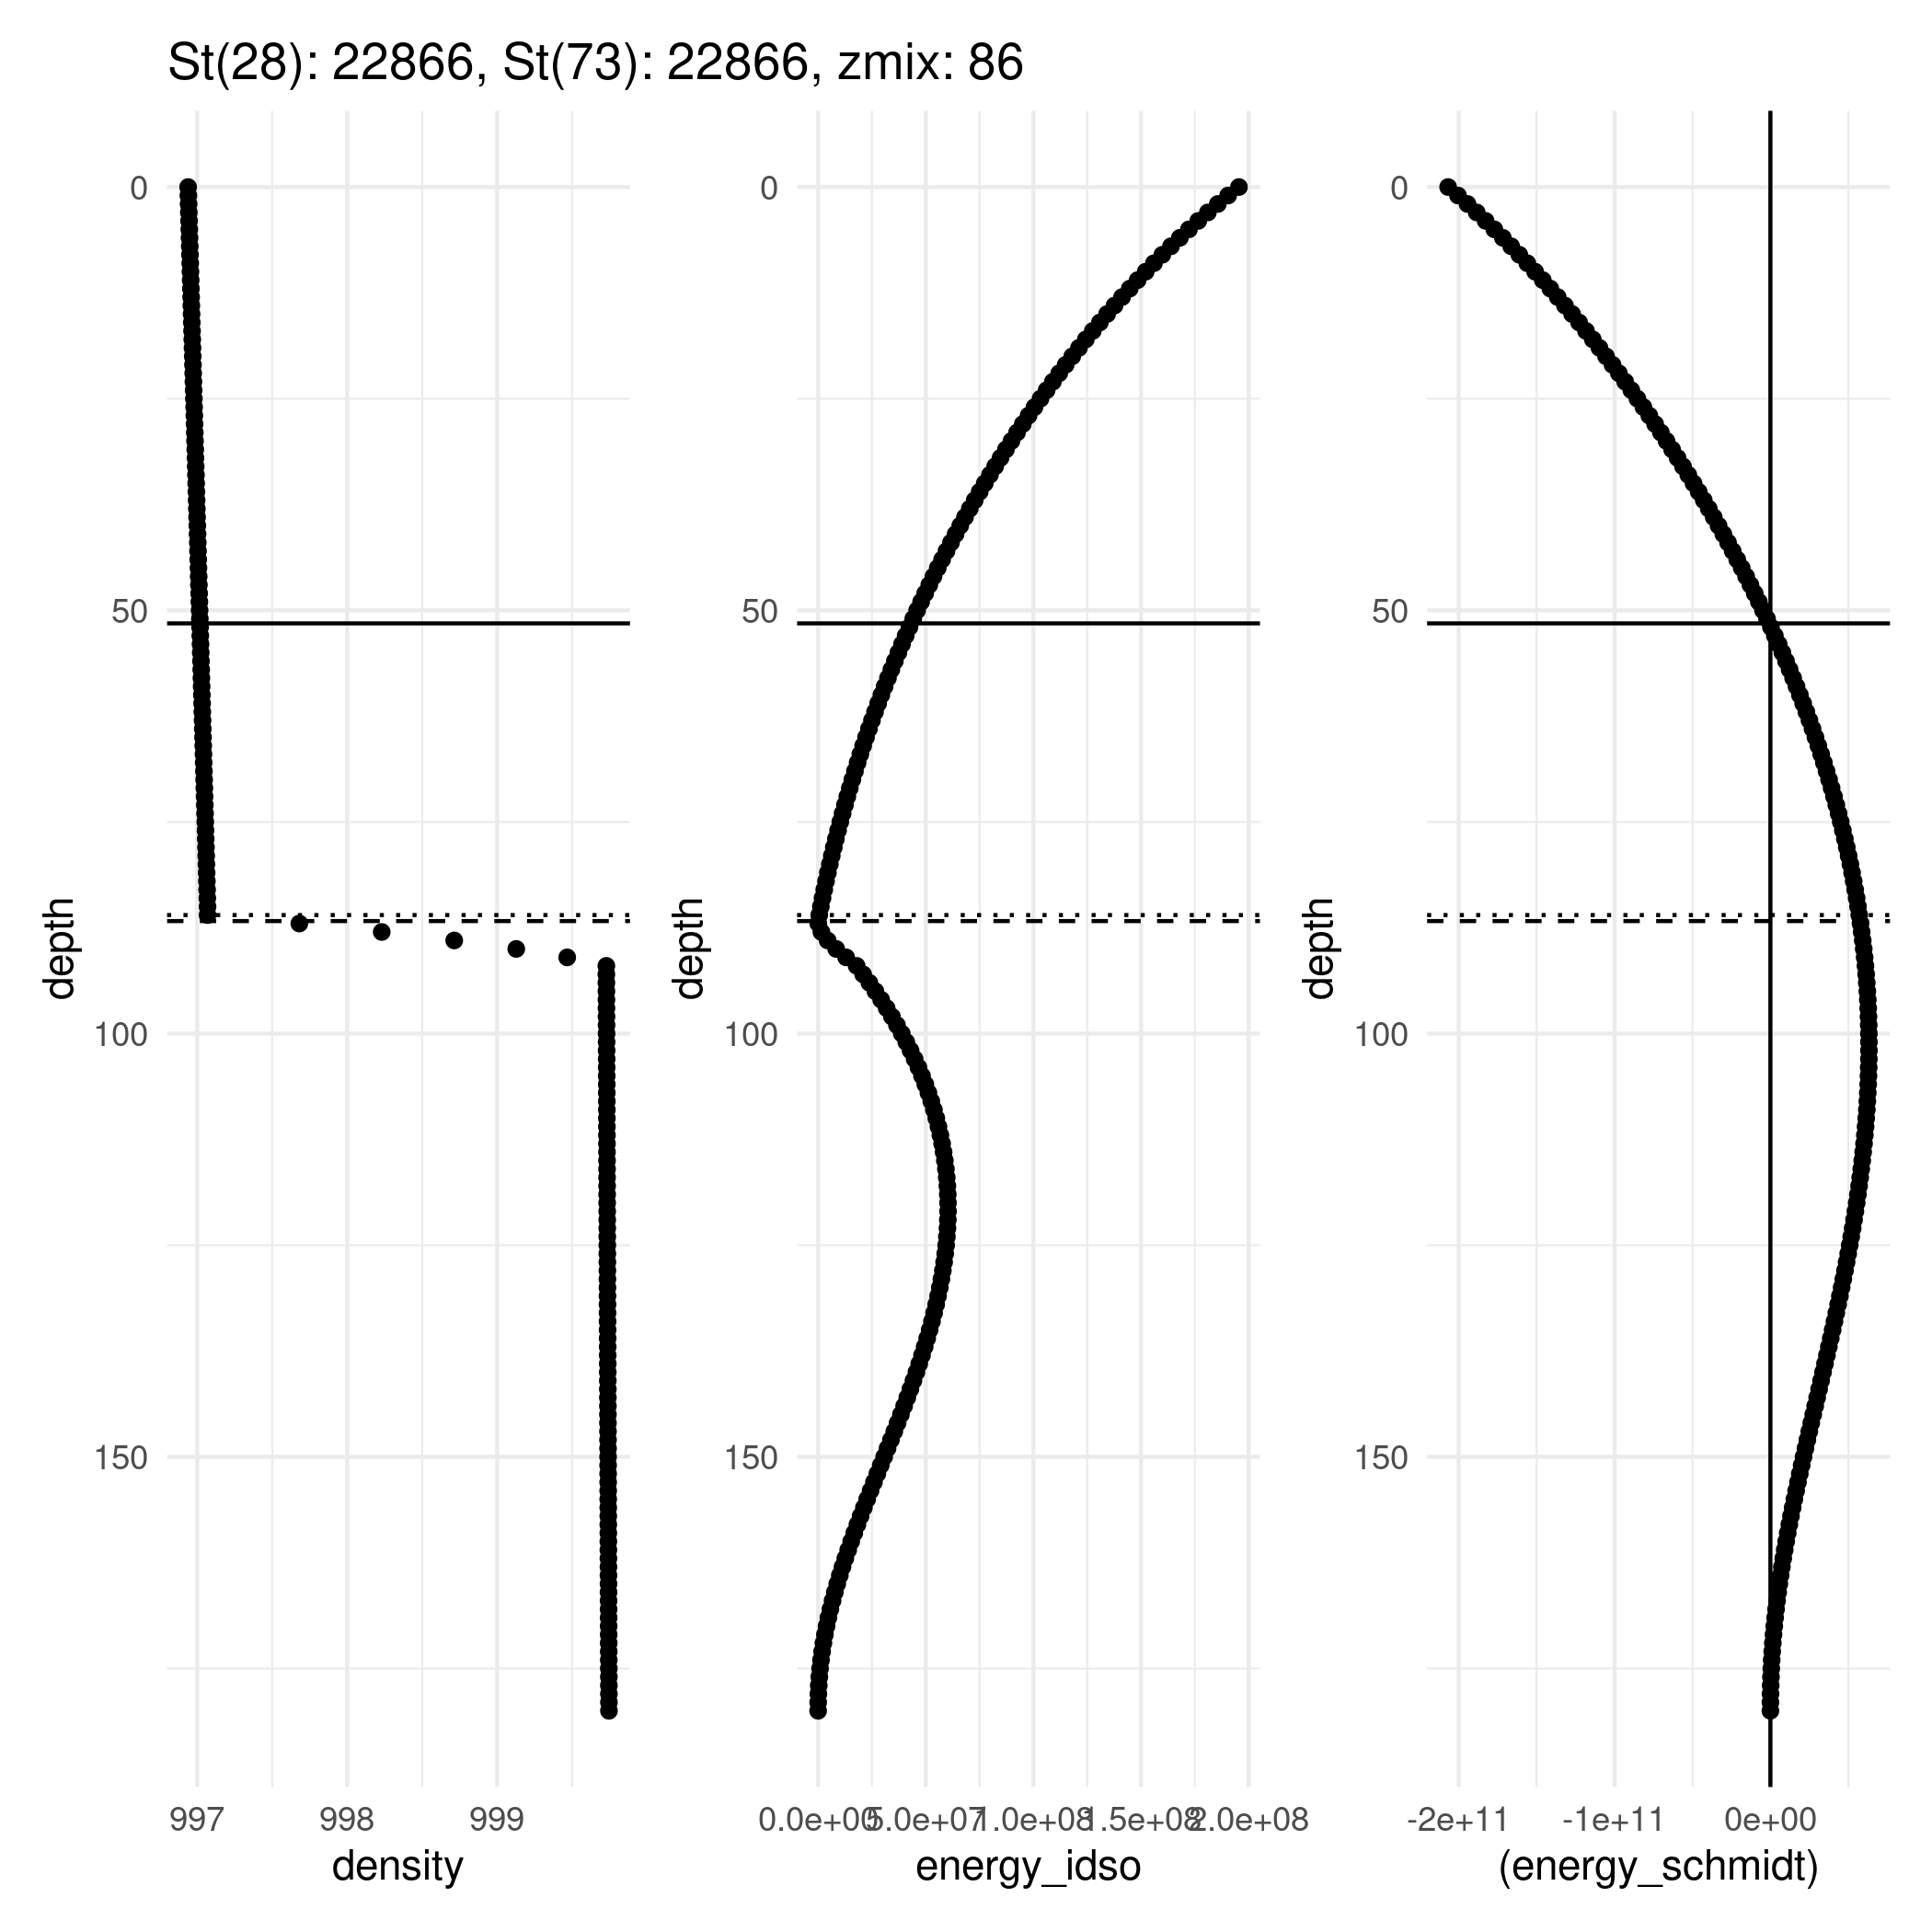 St(28): 22866, St(73): 22866, zmix: 86
0
50
100
150
depth
997 998 999
density
0
50
100
150
depth
0.0e+00 5.0e+07 1.0e+08 1.5e+08 2.0e+08
energy_idso
0
50
100
150
depth
-2e+11 -1e+11 0e+00
(energy_schmidt)